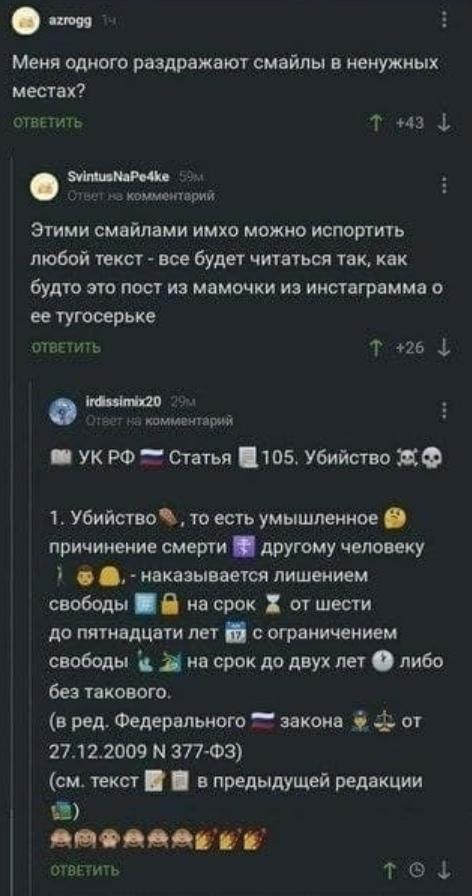 azrogg 1ч
Меня одного раздражают смайлы в ненужных
местах?
ОТВЕТИТЬ ↑ +43 ↓
SvintusNaPe4ke 59м
Ответ на комментарий
Этими смайлами имхо можно испортить
любой текст - все будет читаться так, как
будто это пост из мамочки из инстаграмма о
ее тугосерьке
ОТВЕТИТЬ ↑ +26 ↓
irdissimix20 29м
Ответ на комментарий
📖 УК РФ 🇷🇺 Статья 📃 105. Убийство ☠️💀
1. Убийство⚰️, то есть умышленное 🤔
причинение смерти ☦️ другому человеку
🚶👨👩‍🦲, - наказывается лишением
свободы #️⃣🔒 на срок ⏳ от шести
до пятнадцати лет 📅 с ограничением
свободы 🗽🏞 на срок до двух лет 🕐 либо
без такового.
(в ред. Федерального 🇷🇺 закона 👮⚖️ от
27.12.2009 N 377-ФЗ)
(см. текст 📝📋 в предыдущей редакции
📚)
🙈🙉🙊🙈🙈🙈💅💅💅
ОТВЕТИТЬ ↑ ↓